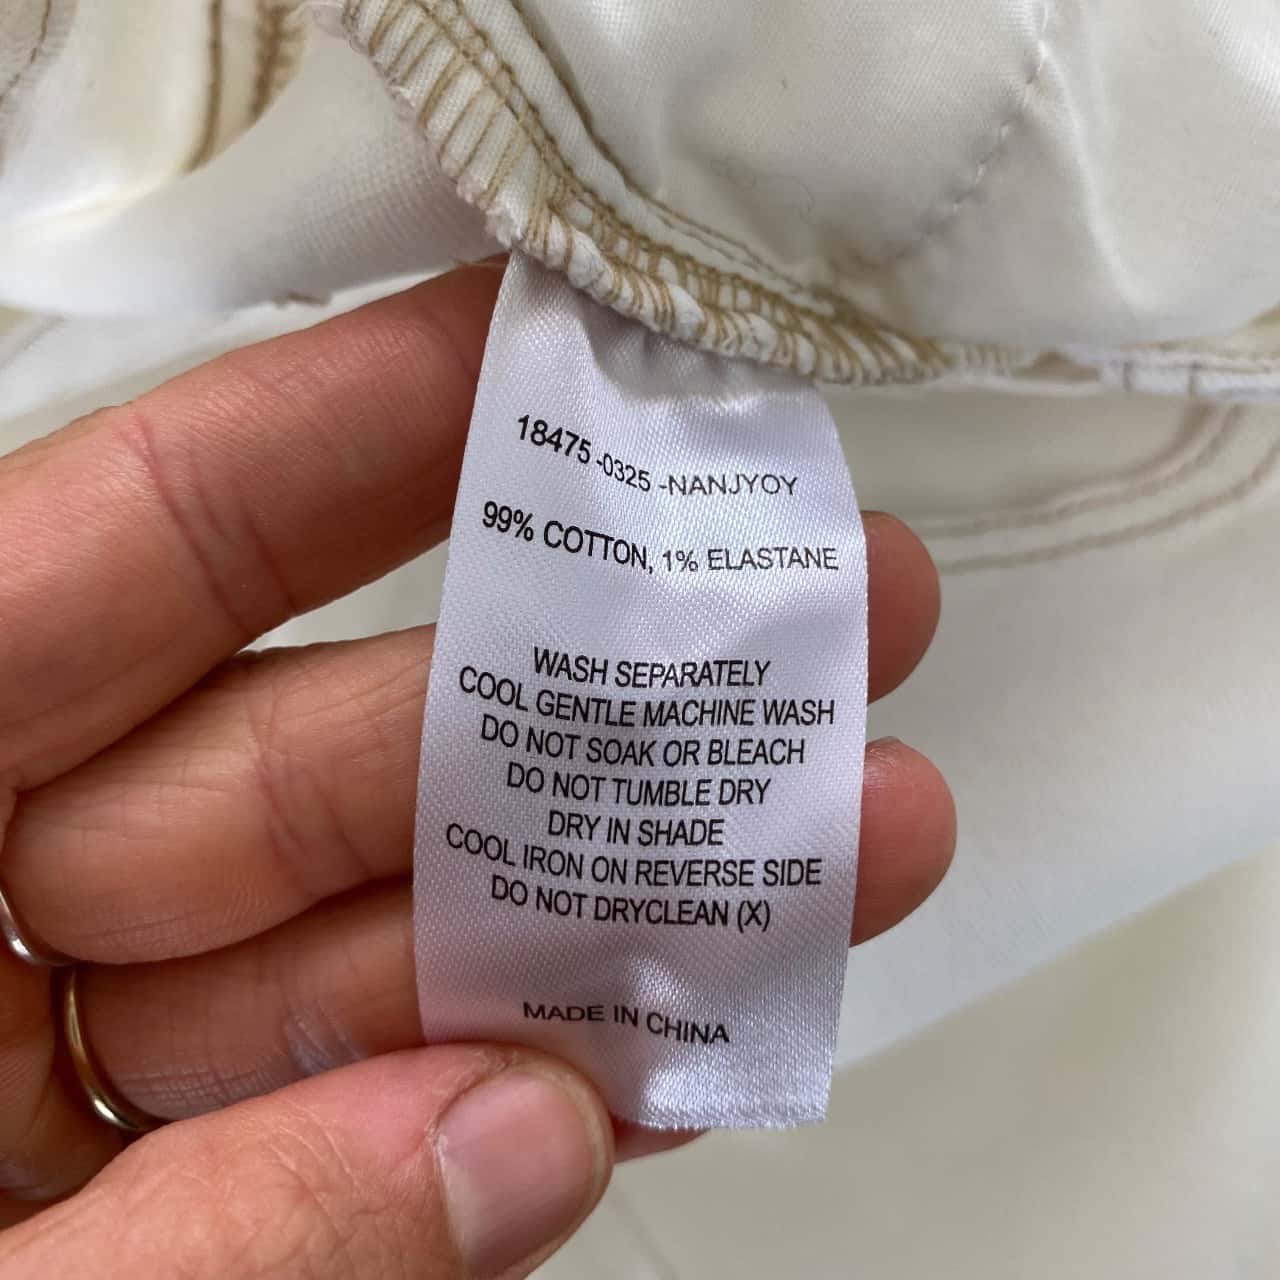 18475 -0325 -NANJYOY
99% COTTON, 1% ELASTANE
WASH SEPARATELY
COOL GENTLE MACHINE WASH
DO NOT SOAK OR BLEACH
DO NOT TUMBLE DRY
DRY IN SHADE
COOL IRON ON REVERSE SIDE
DO NOT DRYCLEAN (X)
MADE IN CHINA